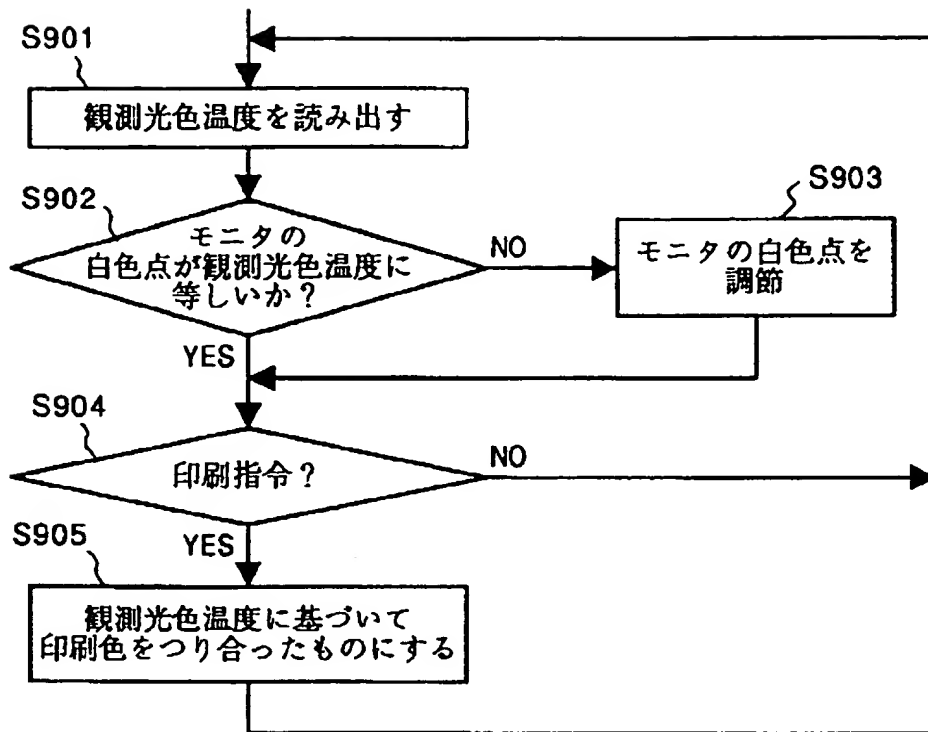 S901
観測光色温度を読み出す
S902
モニタの
白色点が観測光色温度に
等しいか？
NO
S903
モニタの白色点を
調節
YES
S904
印刷指令？
NO
YES
S905
観測光色温度に基づいて
印刷色をつり合ったものにする